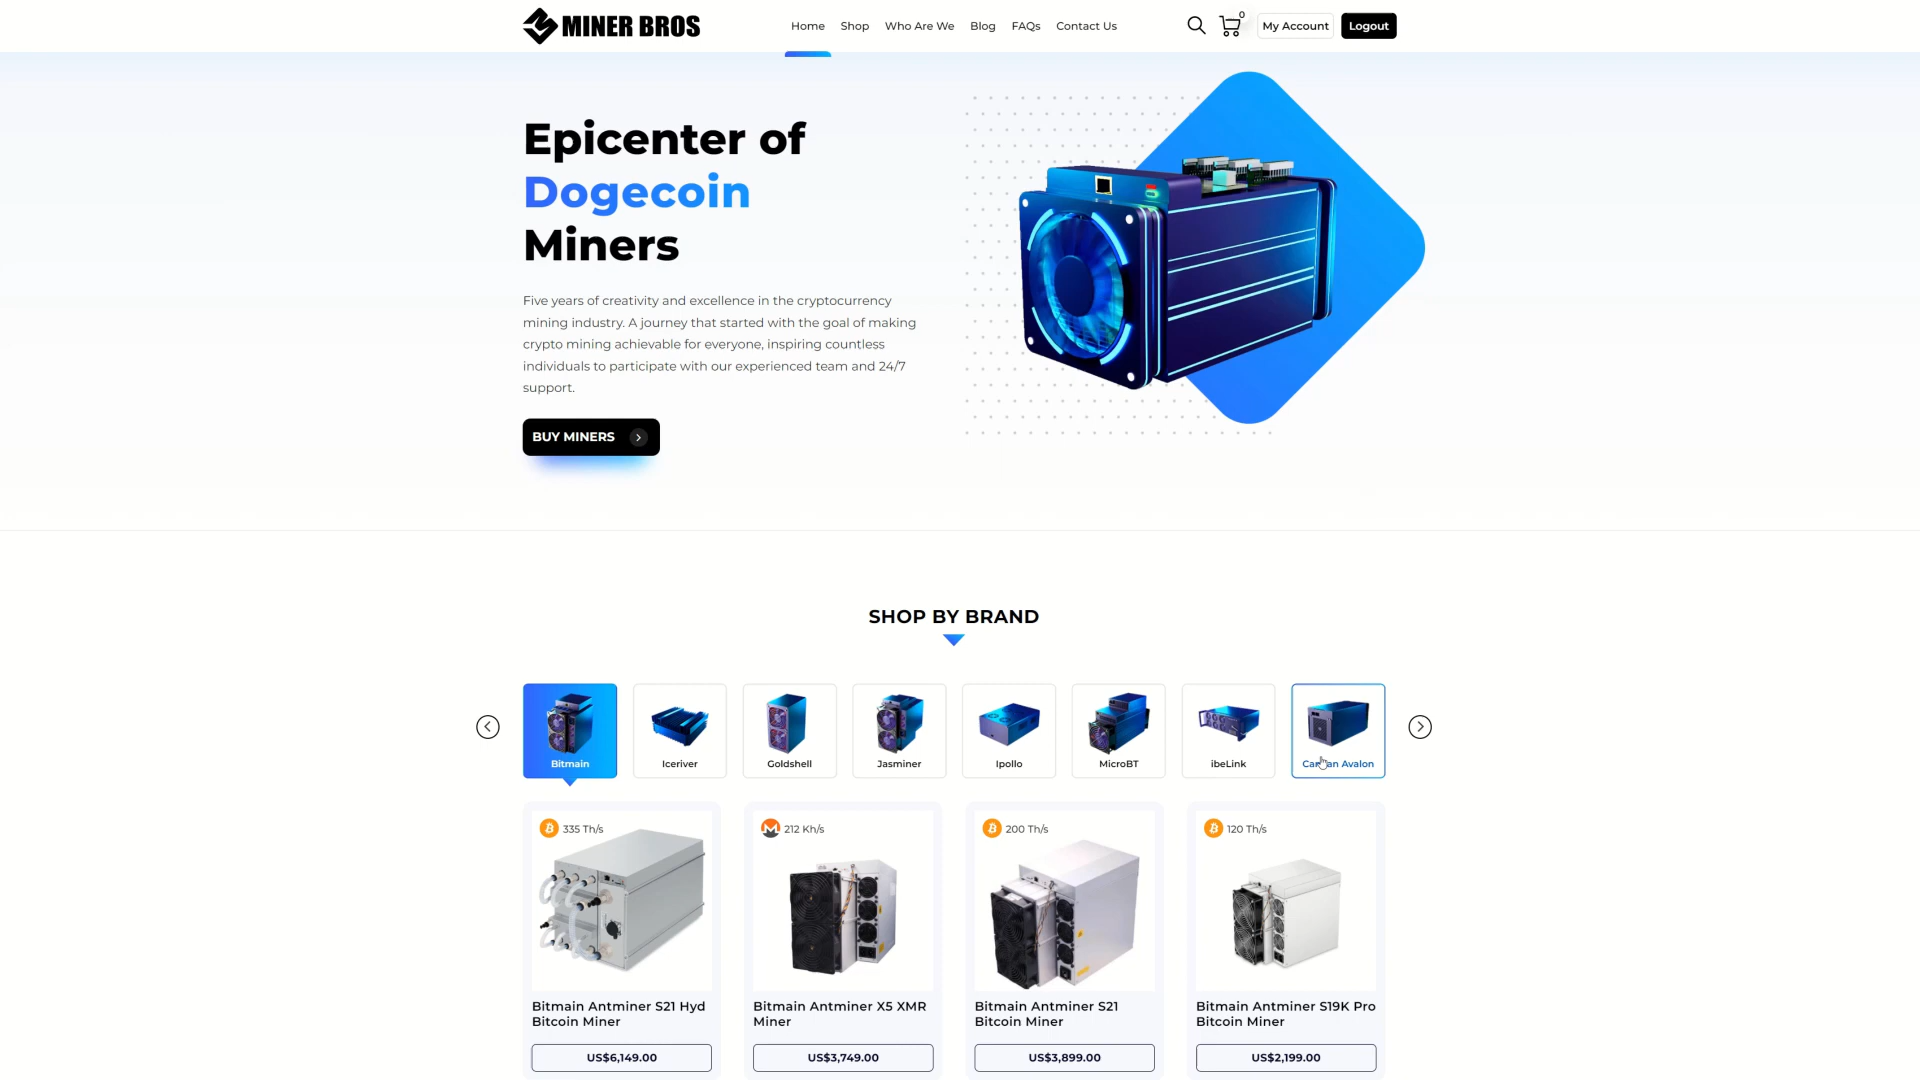 MINER BROS
Home Shop Who Are We Blog FAQs Contact Us
0
My Account Logout
Epicenter of
Dogecoin
Miners
Five years of creativity and excellence in the cryptocurrency
mining industry. A journey that started with the goal of making
crypto mining achievable for everyone, inspiring countless
individuals to participate with our experienced team and 24/7
support.
BUY MINERS
SHOP BY BRAND
Bitmain Iceriver Goldshell Jasminer Ipollo MicroBT ibeLink Avalon
335 Th/s
Bitmain Antminer S21 Hyd
Bitcoin Miner
US$6,149.00
212 Kh/s
Bitmain Antminer X5 XMR
Miner
US$3,749.00
200 Th/s
Bitmain Antminer S21
Bitcoin Miner
US$3,899.00
120 Th/s
Bitmain Antminer S19K Pro
Bitcoin Miner
US$2,199.00